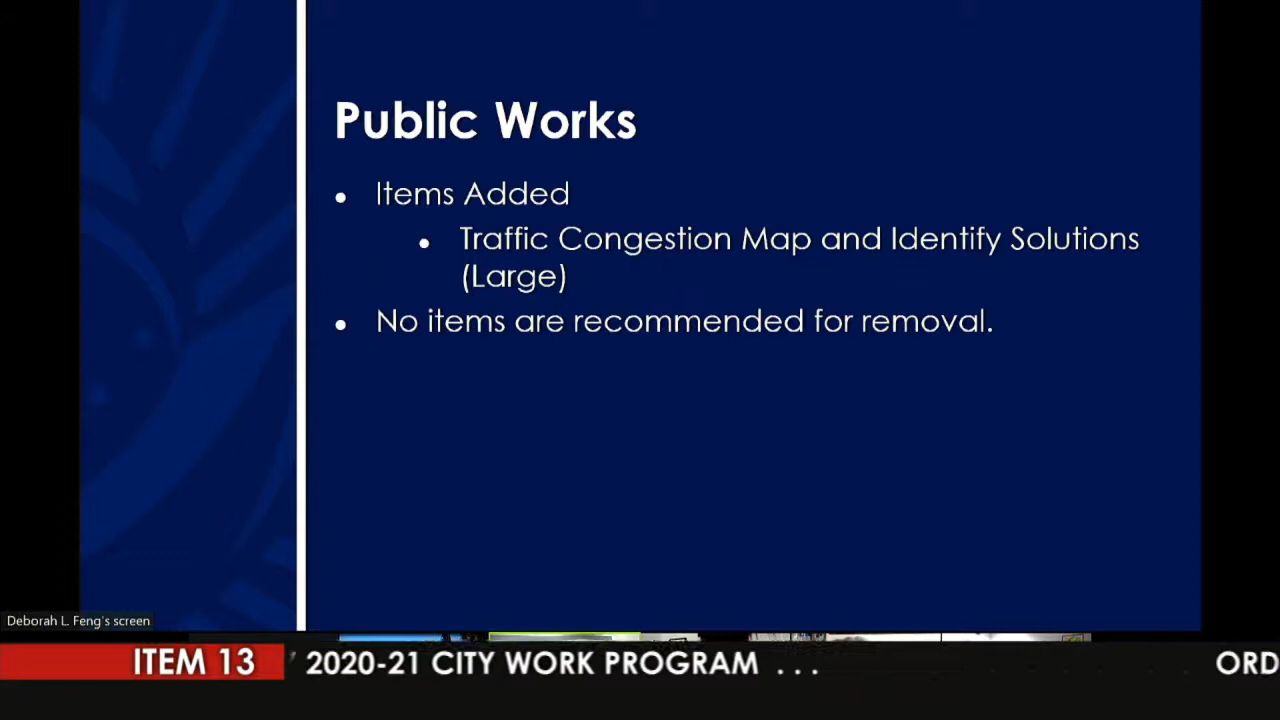 Public Works
• Items Added
• Traffic Congestion Map and Identify Solutions
(Large)
• No items are recommended for removal.
Deborah L. Feng's screen
ITEM 13 2020-21 CITY WORK PROGRAM . . . ORD